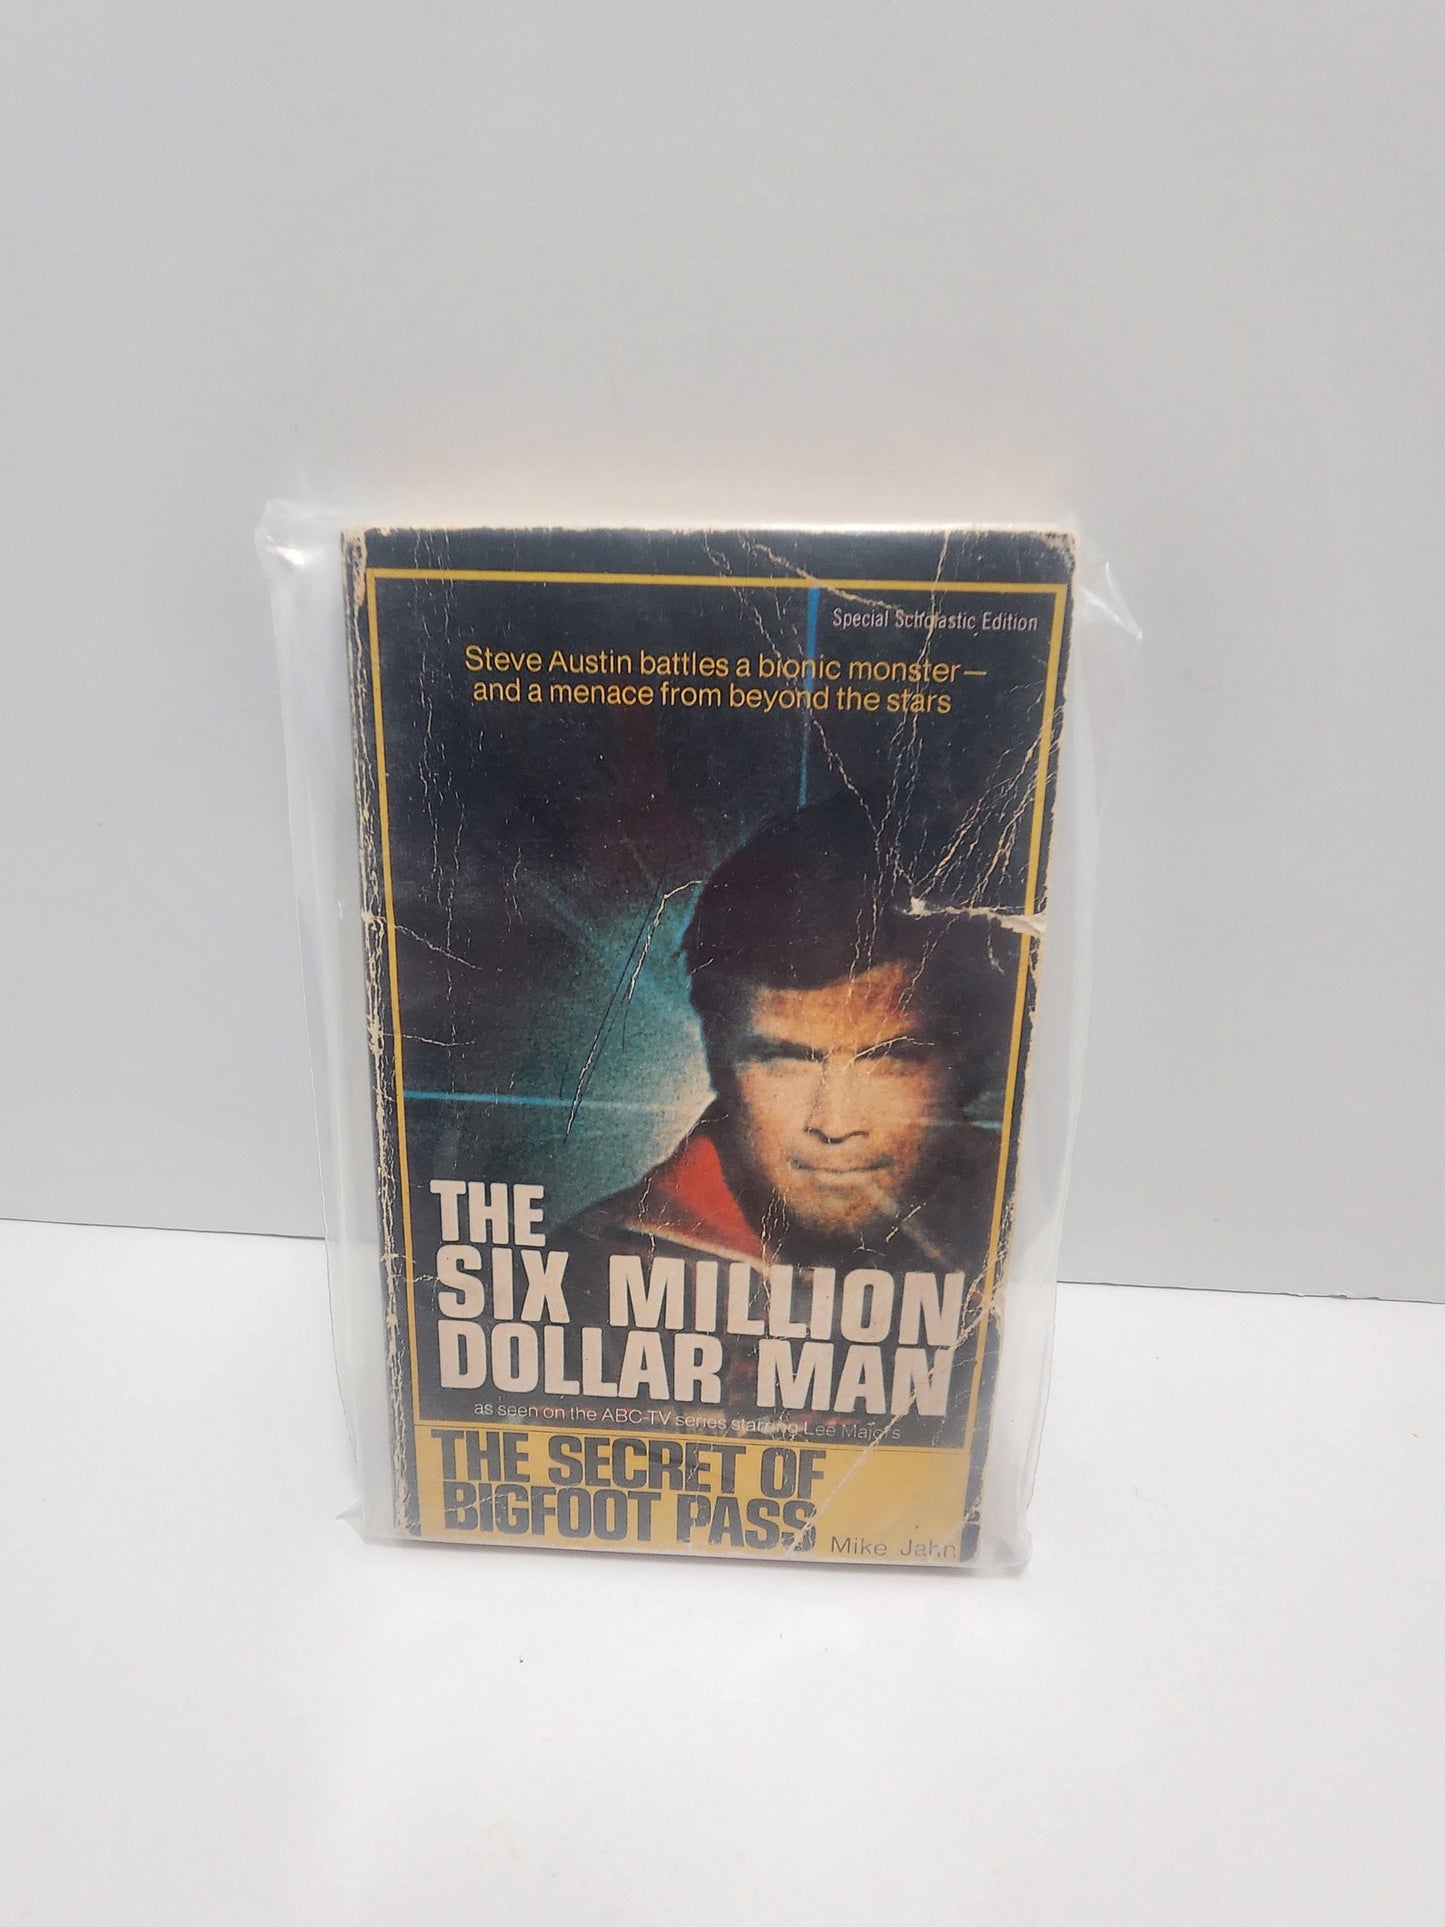 Special Scholastic Edition
Steve Austin battles a bionic monster—
and a menace from beyond the stars
THE
SIX MILLION
DOLLAR MAN
as seen on the ABC-TV series starring Lee Majors
THE SECRET OF
BIGFOOT PASS
Mike Jahn